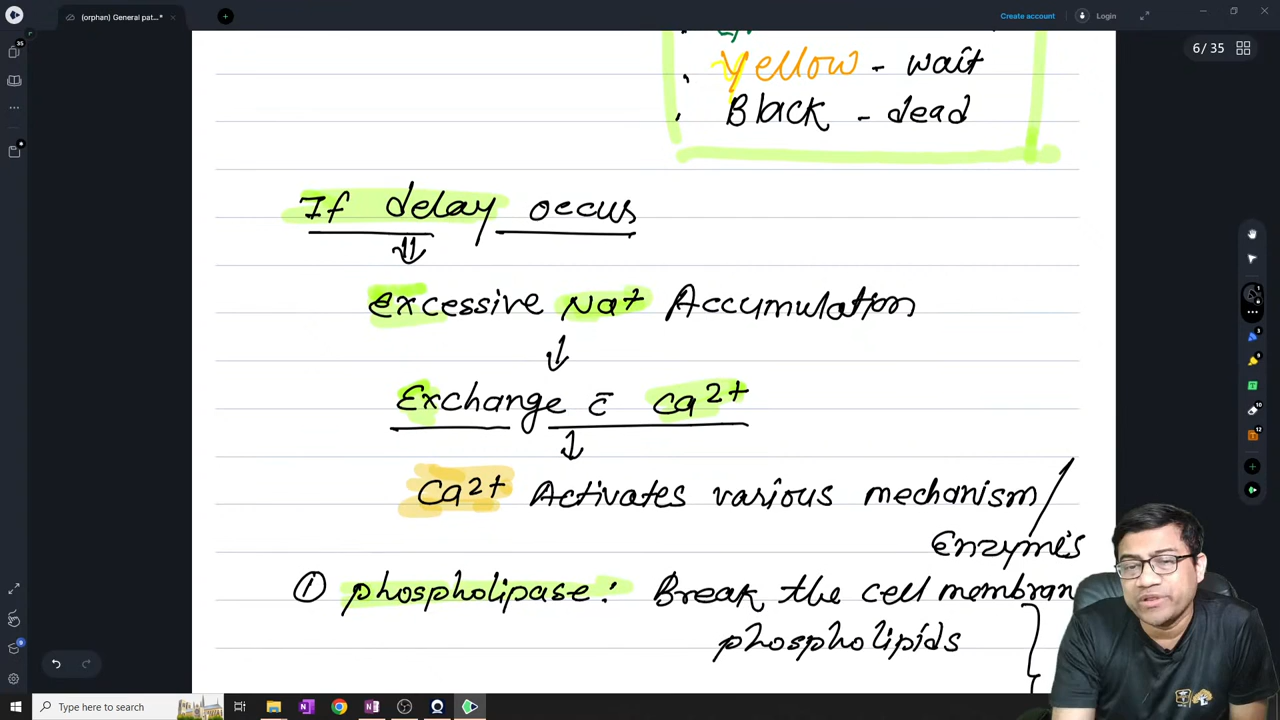 (orphan) General pat...*
Create account
Login
35
6 / 35
Yellow - wait
Black - dead
If delay occus
Excessive Na+ Accumulation
Exchange c̄ Ca2+
Ca2+ Activates various mechanism /
Enzymes
① phospholipase: Break the cell membran
phospholipids
Type here to search